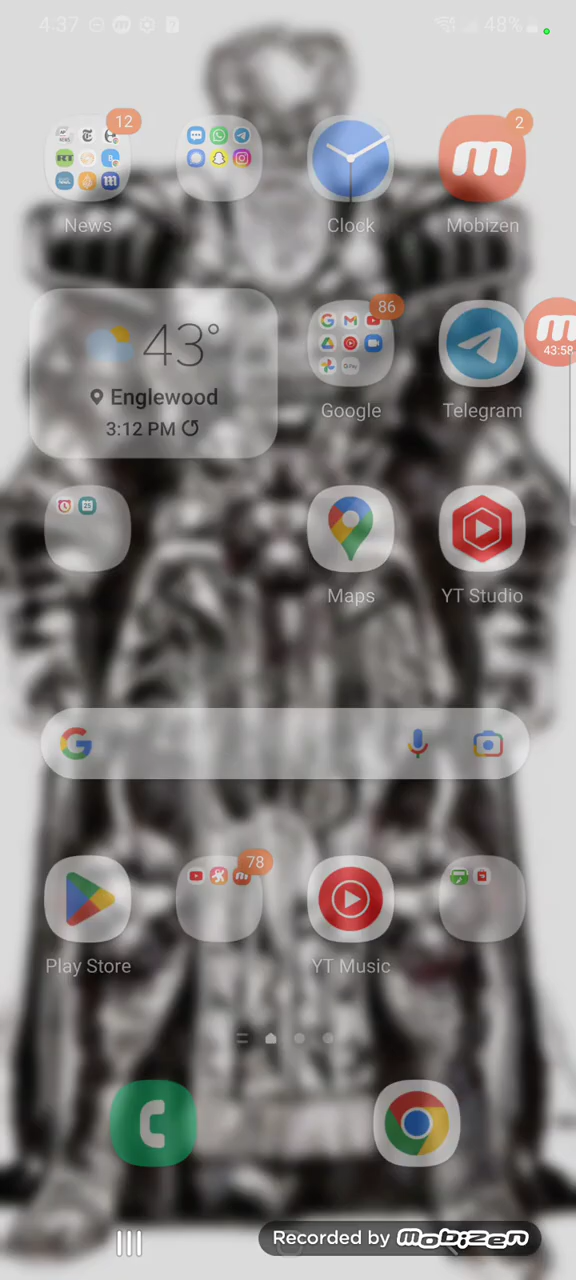 4:37
48%
12
2
News
Clock
Mobizen
43°
Englewood
3:12 PM
86
43:58
Google
Telegram
25
Maps
YT Studio
78
Play Store
YT Music
Recorded by mobizen